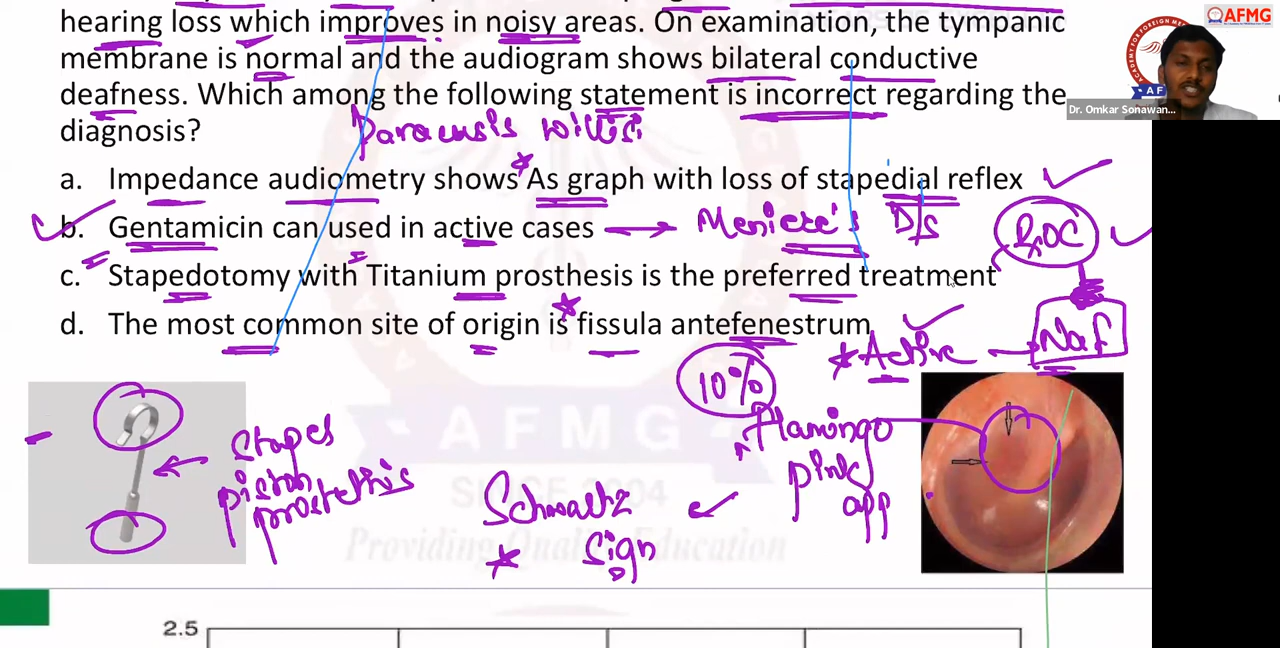 hearing loss which improves in noisy areas. On examination, the tympanic
membrane is normal and the audiogram shows bilateral conductive
deafness. Which among the following statement is incorrect regarding the
diagnosis?
Paracusis Willisi
a. Impedance audiometry shows As graph with loss of stapedial reflex
b. Gentamicin can used in active cases → Meniere's D/s
c. Stapedotomy with Titanium prosthesis is the preferred treatment
d. The most common site of origin is fissula antefenestrum
Active
NaF
10%
Stapes
piston
prosthesis
Schwaltz
sign
Flamingo
pink
app
AFMG
Providing Quality Education
2.5
AFMG
Dr. Omkar Sonawan...